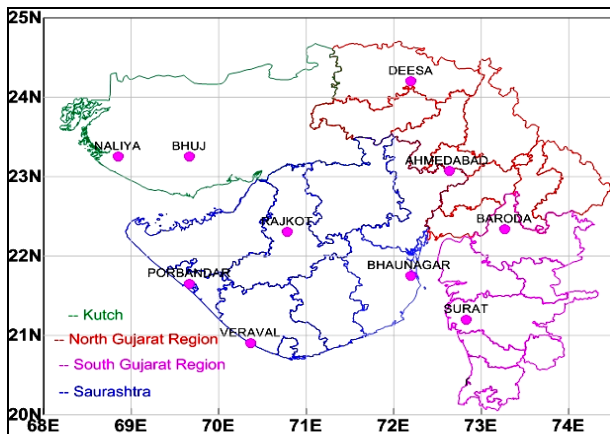 25N
DEESA
24N
NALIYA BHUJ
AHMEDABAD
23N
BARODA
RAJKOT
22N
BHAUNAGAR
PORBANDAR
SURAT
-- Kutch
21N
VERAVAL
-- North Gujarat Region
-- South Gujarat Region
-- Saurashtra
20N
68E 69E 70E 71E 72E 73E 74E